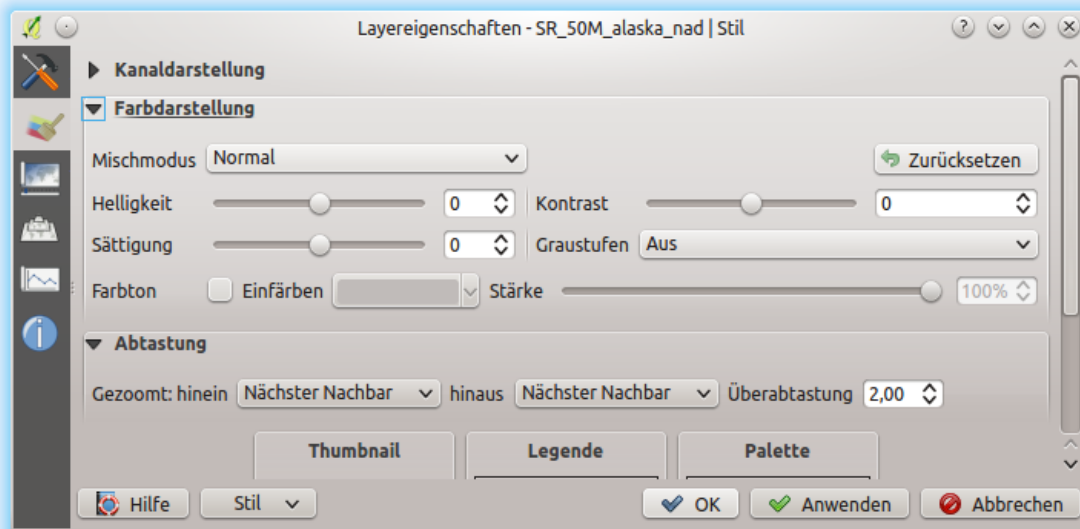 Layereigenschaften - SR_50M_alaska_nad | Stil
Kanaldarstellung
Farbdarstellung
Mischmodus Normal Zurücksetzen
Helligkeit 0 Kontrast 0
Sättigung 0 Graustufen Aus
Farbton Einfärben Stärke 100%
Abtastung
Gezoomt: hinein Nächster Nachbar hinaus Nächster Nachbar Überabtastung 2,00
Thumbnail Legende Palette
Hilfe Stil OK Anwenden Abbrechen